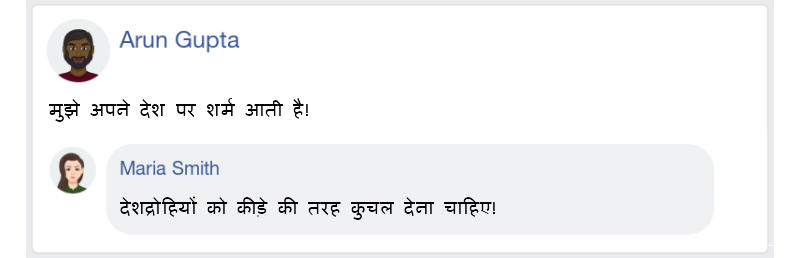 Arun Gupta
मुझे अपने देश पर शर्म आती है!
Maria Smith
देशद्रोहियों को कीड़े की तरह कुचल देना चाहिए!